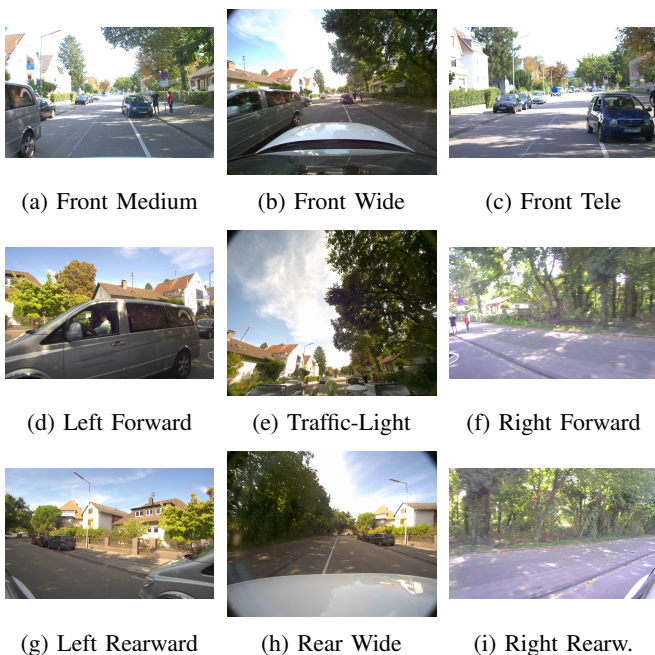 (a) Front Medium
(b) Front Wide
(c) Front Tele
(d) Left Forward
(e) Traffic-Light
(f) Right Forward
(g) Left Rearward
(h) Rear Wide
(i) Right Rearw.